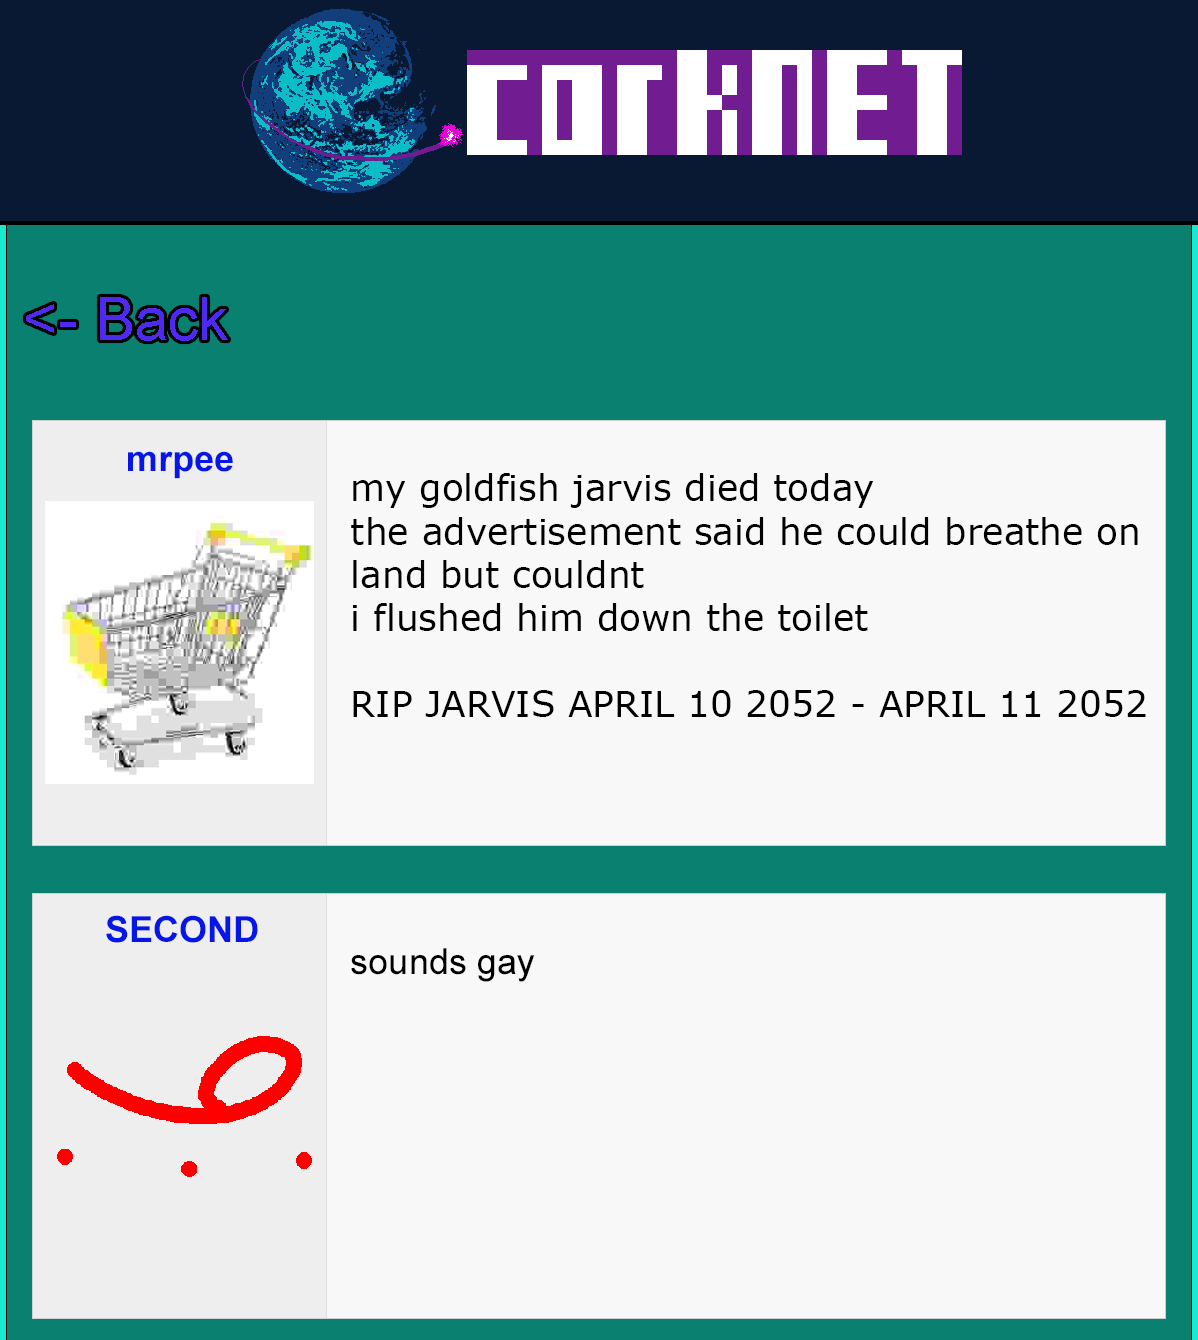 corkNET
<- Back
mrpee
my goldfish jarvis died today
the advertisement said he could breathe on
land but couldnt
i flushed him down the toilet
RIP JARVIS APRIL 10 2052 - APRIL 11 2052
SECOND
sounds gay